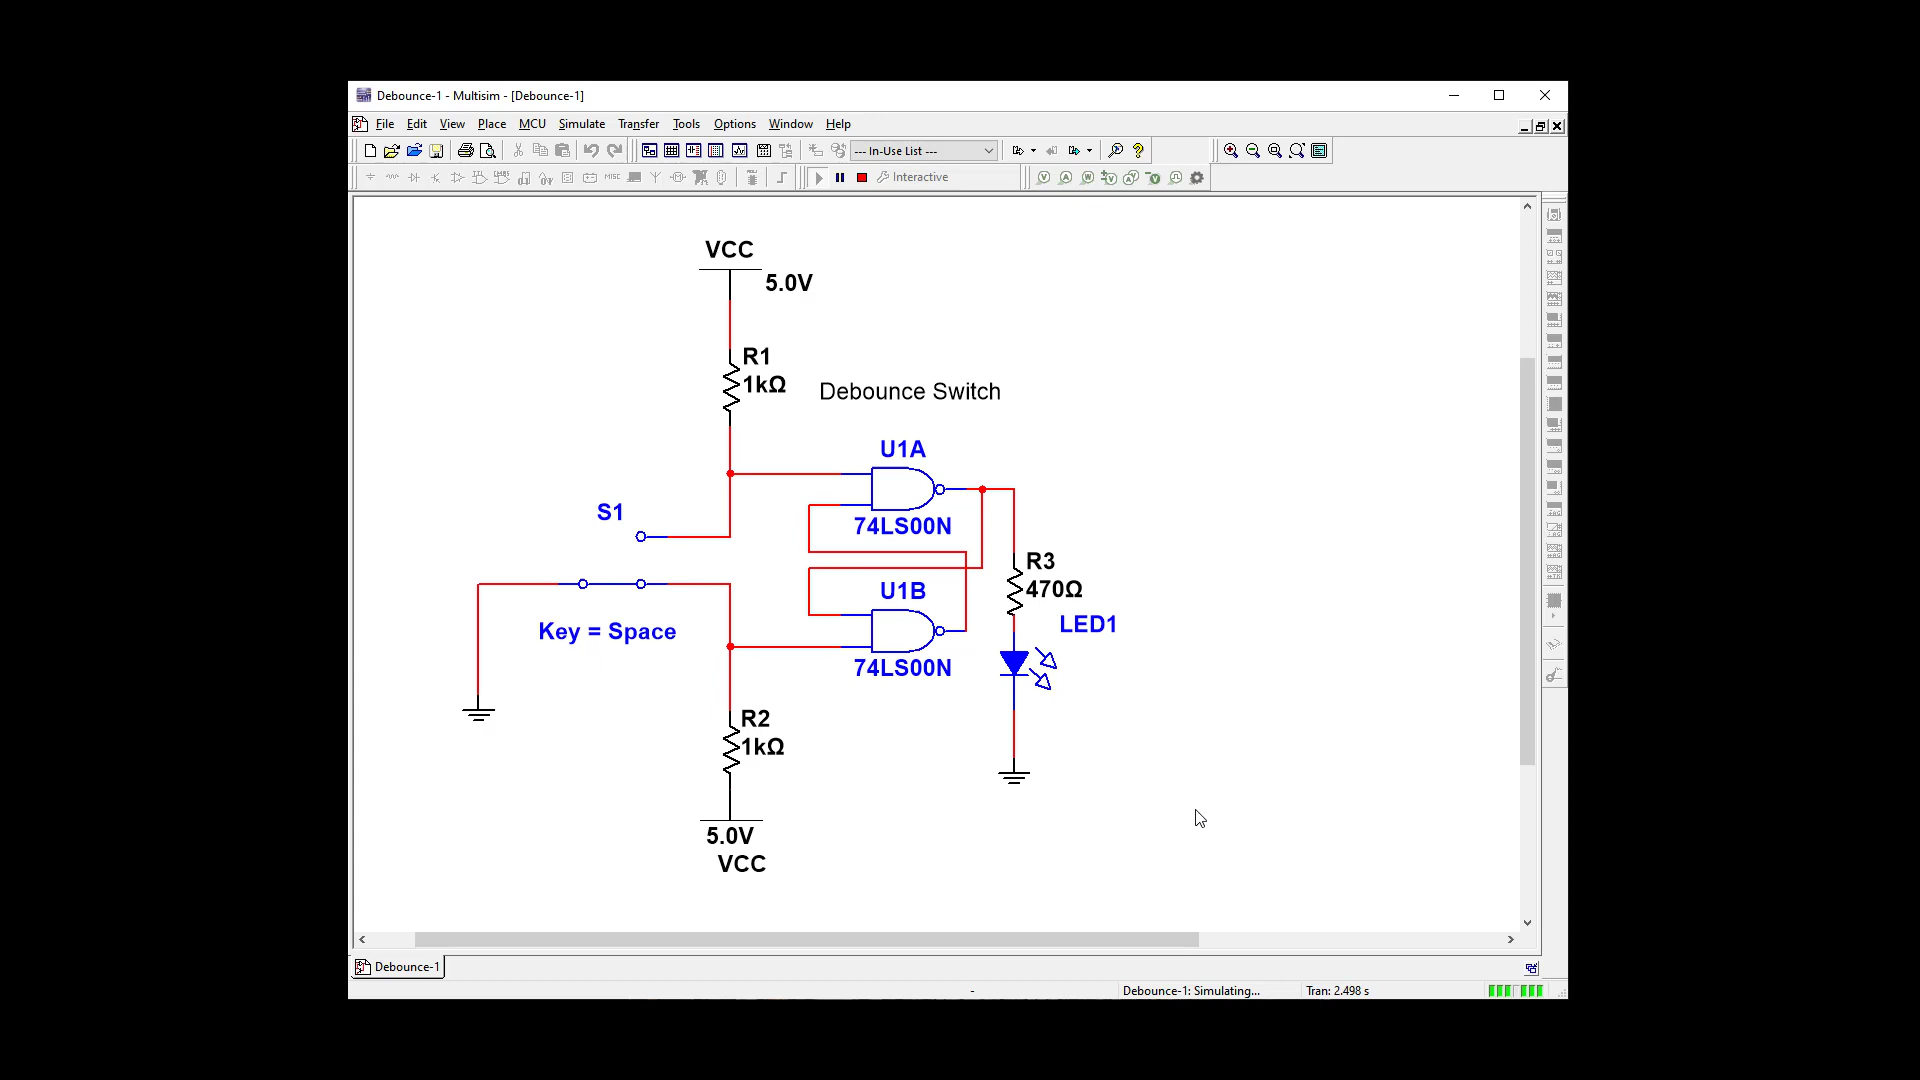 Debounce-1 - Multisim - [Debounce-1]
File Edit View Place MCU Simulate Transfer Tools Options Window Help
--- In-Use List ---
Interactive
VCC
5.0V
R1
1kΩ
Debounce Switch
U1A
S1
74LS00N
R3
470Ω
U1B
LED1
Key = Space
74LS00N
R2
1kΩ
5.0V
VCC
Debounce-1
-
Debounce-1: Simulating... Tran: 2.498 s